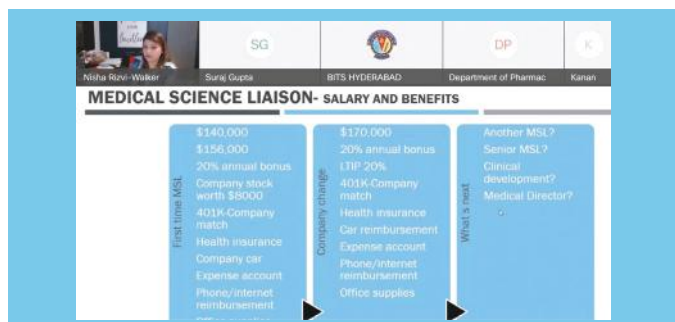 SG
DP
K
Nisha Rizvi-Walker
Suraj Gupta
BITS HYDERABAD
Department of Pharmac
Kanan
MEDICAL SCIENCE LIAISON- SALARY AND BENEFITS
First time MSL
$140,000
$156,000
20% annual bonus
Company stock
worth $8000
401K-Company
match
Health insurance
Company car
Expense account
Phone/internet
reimbursement
Office supplies
Company change
$170,000
20% annual bonus
LTIP 20%
401K-Company
match
Health insurance
Car reimbursement
Expense account
Phone/internet
reimbursement
Office supplies
What s next
Another MSL?
Senior MSL?
Clinical
development?
Medical Director?